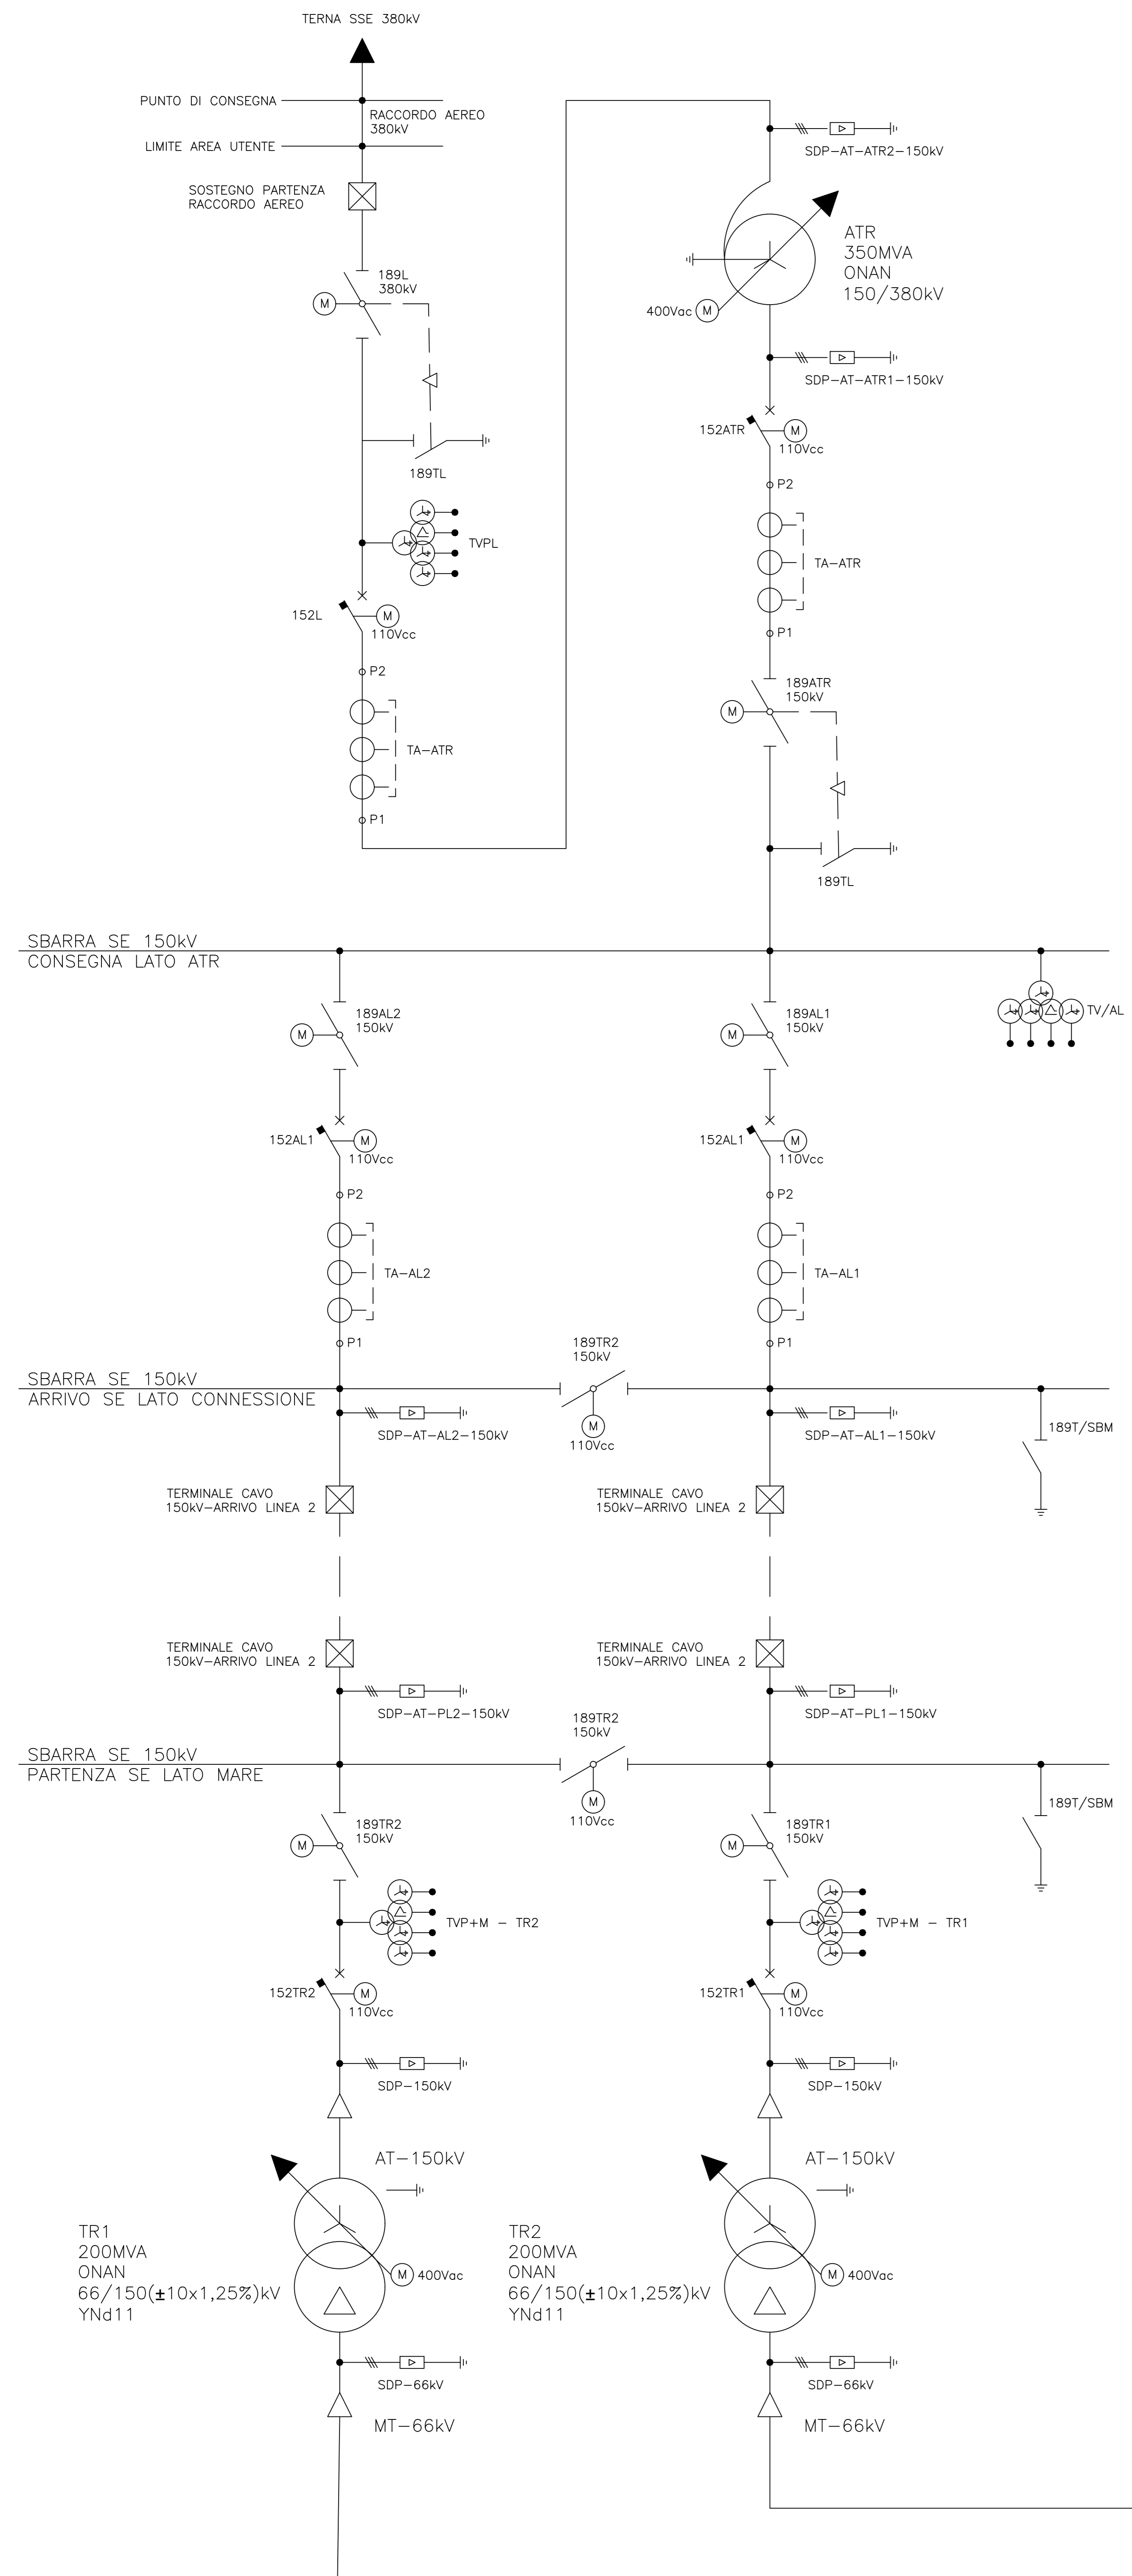 TERNA SSE 380kV
PUNTO DI CONSEGNA
RACCORDO AEREO
380kV
LIMITE AREA UTENTE
SOSTEGNO PARTENZA
RACCORDO AEREO
189L
380kV
M
189TL
TVPL
152L
M
110Vcc
P2
TA-ATR
P1
SDP-AT-ATR2-150kV
ATR
350MVA
ONAN
150/380kV
400Vac
M
SDP-AT-ATR1-150kV
152ATR
M
110Vcc
P2
TA-ATR
P1
189ATR
150kV
M
189TL
SBARRA SE 150kV
CONSEGNA LATO ATR
189AL2
150kV
M
189AL1
150kV
M
TV/AL
152AL1
M
110Vcc
152AL1
M
110Vcc
P2
P2
TA-AL2
TA-AL1
P1
P1
189TR2
150kV
SBARRA SE 150kV
ARRIVO SE LATO CONNESSIONE
M
110Vcc
SDP-AT-AL2-150kV
SDP-AT-AL1-150kV
189T/SBM
TERMINALE CAVO
150kV-ARRIVO LINEA 2
TERMINALE CAVO
150kV-ARRIVO LINEA 2
TERMINALE CAVO
150kV-ARRIVO LINEA 2
TERMINALE CAVO
150kV-ARRIVO LINEA 2
SDP-AT-PL2-150kV
SDP-AT-PL1-150kV
189TR2
150kV
SBARRA SE 150kV
PARTENZA SE LATO MARE
M
110Vcc
189T/SBM
189TR2
150kV
M
189TR1
150kV
M
TVP+M - TR2
TVP+M - TR1
152TR2
M
110Vcc
152TR1
M
110Vcc
SDP-150kV
SDP-150kV
AT-150kV
AT-150kV
TR1
200MVA
ONAN
66/150(±10x1,25%)kV
YNd11
M
400Vac
TR2
200MVA
ONAN
66/150(±10x1,25%)kV
YNd11
M
400Vac
SDP-66kV
SDP-66kV
MT-66kV
MT-66kV